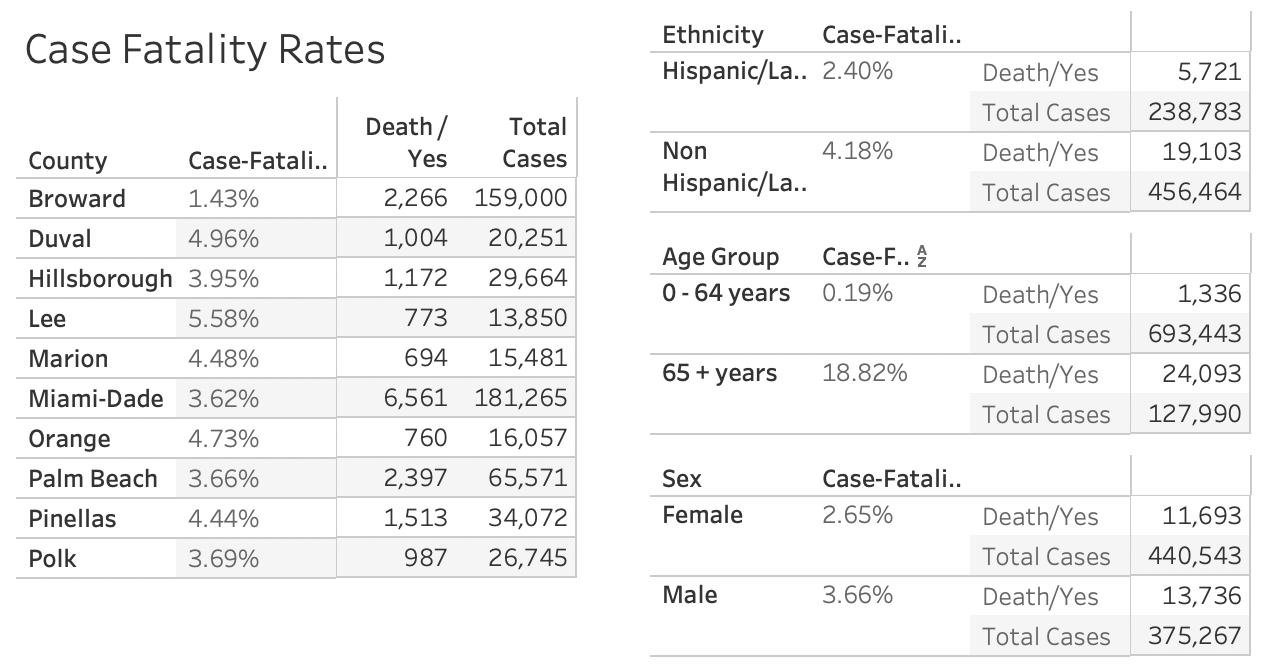 Case Fatality Rates
County Case-Fatali.. Death / Yes Total Cases
Broward 1.43% 2,266 159,000
Duval 4.96% 1,004 20,251
Hillsborough 3.95% 1,172 29,664
Lee 5.58% 773 13,850
Marion 4.48% 694 15,481
Miami-Dade 3.62% 6,561 181,265
Orange 4.73% 760 16,057
Palm Beach 3.66% 2,397 65,571
Pinellas 4.44% 1,513 34,072
Polk 3.69% 987 26,745
Ethnicity Case-Fatali..
Hispanic/La.. 2.40% Death/Yes 5,721
Total Cases 238,783
Non 4.18% Death/Yes 19,103
Hispanic/La.. Total Cases 456,464
Age Group Case-F.. A Z
0 - 64 years 0.19% Death/Yes 1,336
Total Cases 693,443
65 + years 18.82% Death/Yes 24,093
Total Cases 127,990
Sex Case-Fatali..
Female 2.65% Death/Yes 11,693
Total Cases 440,543
Male 3.66% Death/Yes 13,736
Total Cases 375,267